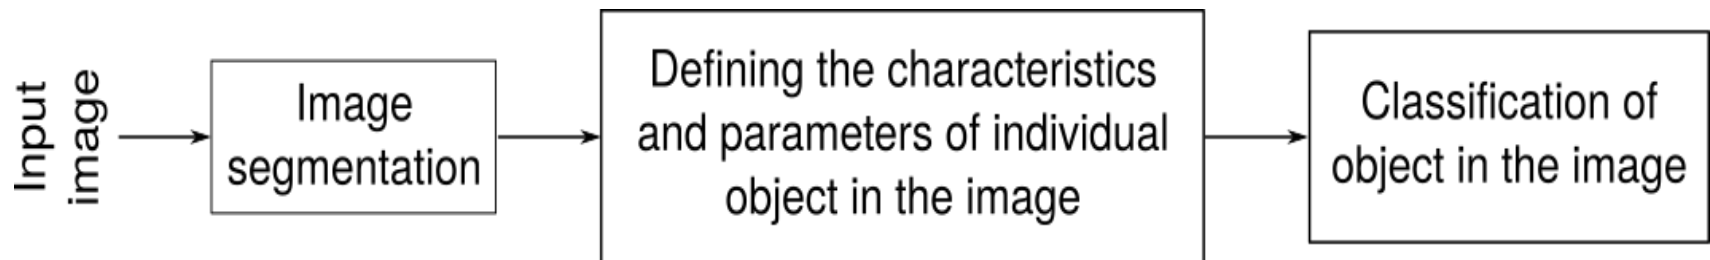 Input
image
Image
segmentation
Defining the characteristics
and parameters of individual
object in the image
Classification of
object in the image